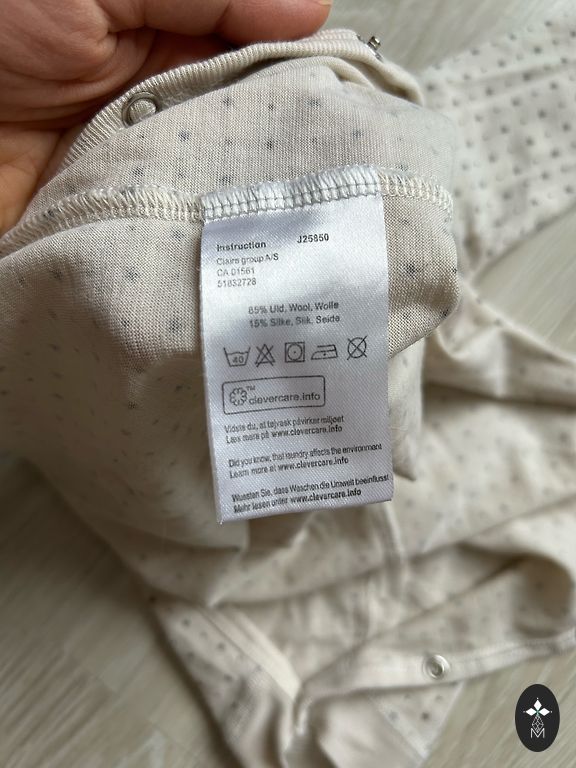 Instruction J25850
Claire group A/S
CA 01561
51832728
85% Uld, Wool, Wolle
15% Silke, Silk, Seide
40
clevercare.info
Vidste du, at tøjvask påvirker miljøet
Læs mere på www.clevercare.info
Did you know, that laundry affects the environment
Learn more at www.clevercare.info
Wussten Sie, dass Waschen die Umwelt beeinflusst
Mehr lesen unter www.clevercare.info